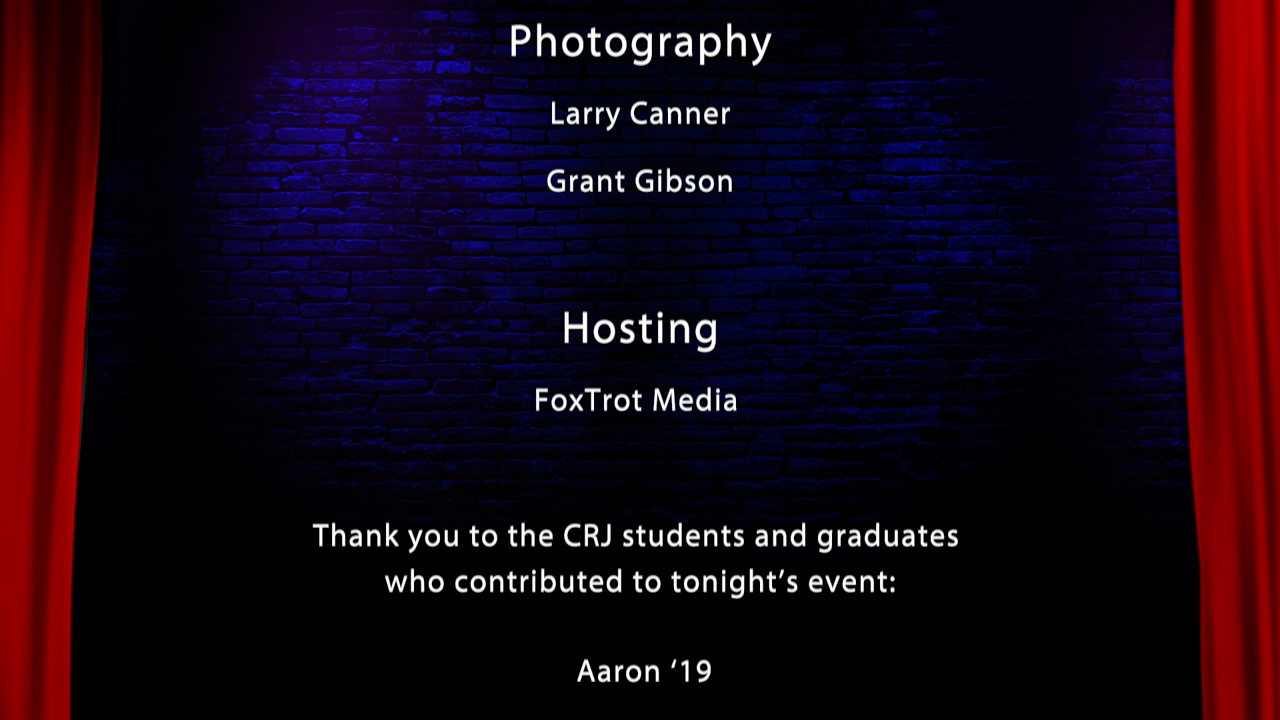 Photography
Larry Canner
Grant Gibson
Hosting
FoxTrot Media
Thank you to the CRJ students and graduates
who contributed to tonight’s event:
Aaron ‘19